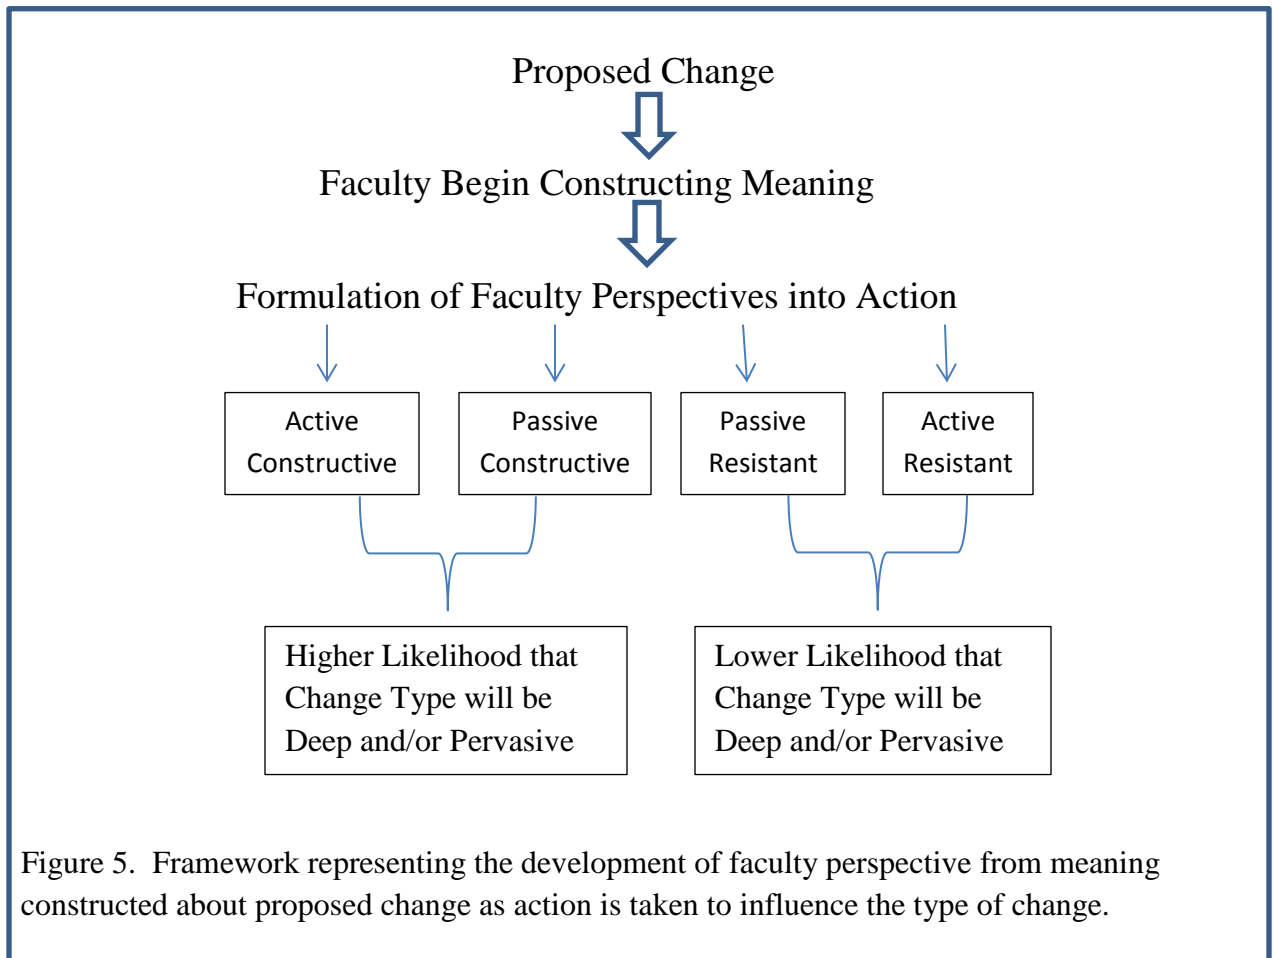 Proposed Change
Faculty Begin Constructing Meaning
Formulation of Faculty Perspectives into Action
Active
Constructive
Passive
Constructive
Passive
Resistant
Active
Resistant
Higher Likelihood that
Change Type will be
Deep and/or Pervasive
Lower Likelihood that
Change Type will be
Deep and/or Pervasive
Figure 5.  Framework representing the development of faculty perspective from meaning
constructed about proposed change as action is taken to influence the type of change.